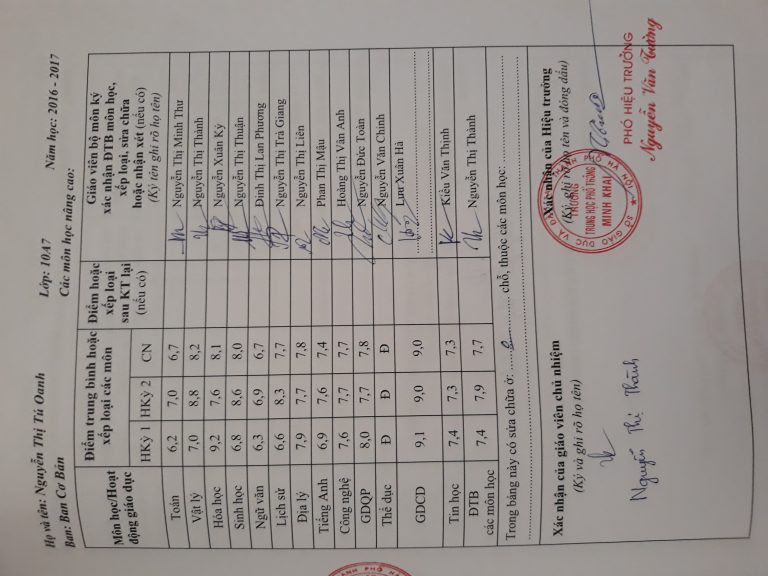 Họ và tên: Nguyễn Thị Tú Oanh Lớp: 10A7 Năm học: 2016 - 2017
Ban: Ban Cơ Bản Các môn học nâng cao:
Môn học/Hoạt động giáo dục Điểm trung bình hoặc xếp loại các môn Điểm hoặc xếp loại sau KT lại (nếu có) Giáo viên bộ môn ký xác nhận ĐTB môn học, xếp loại, sửa chữa hoặc nhận xét (nếu có) (Ký tên ghi rõ họ tên)
HKỳ 1 HKỳ 2 CN
Toán 6,2 7,0 6,7 Nguyễn Thị Minh Thư
Vật lý 7,0 8,8 8,2 Nguyễn Thị Thành
Hóa học 9,2 7,6 8,1 Nguyễn Xuân Kỳ
Sinh học 6,8 8,6 8,0 Nguyễn Thị Thuận
Ngữ văn 6,3 6,9 6,7 Đinh Thị Lan Phương
Lịch sử 6,6 8,3 7,7 Nguyễn Thị Trà Giang
Địa lý 7,9 7,7 7,8 Nguyễn Thị Liên
Tiếng Anh 6,9 7,6 7,4 Phan Thị Mậu
Công nghệ 7,6 7,7 7,7 Hoàng Thị Vân Anh
GDQP 8,0 7,7 7,8 Nguyễn Đức Toàn
Thể dục Đ Đ Đ Nguyễn Văn Chinh
GDCD 9,1 9,0 9,0 Lưu Xuân Hà
Tin học 7,4 7,3 7,3 Kiều Văn Thịnh
ĐTB các môn học 7,4 7,9 7,7 Nguyễn Thị Thành
Trong bảng này có sửa chữa ở: chỗ, thuộc các môn học:
Xác nhận của giáo viên chủ nhiệm
(Ký và ghi rõ họ tên)
Nguyễn Thị Thành
Xác nhận của Hiệu trưởng
(Ký, ghi rõ họ tên và đóng dấu)
SỞ GIÁO DỤC VÀ ĐÀO TẠO THÀNH PHỐ HÀ NỘI
TRƯỜNG
TRUNG HỌC PHỔ THÔNG
MINH KHAI
PHÓ HIỆU TRƯỞNG
Nguyễn Văn Trường